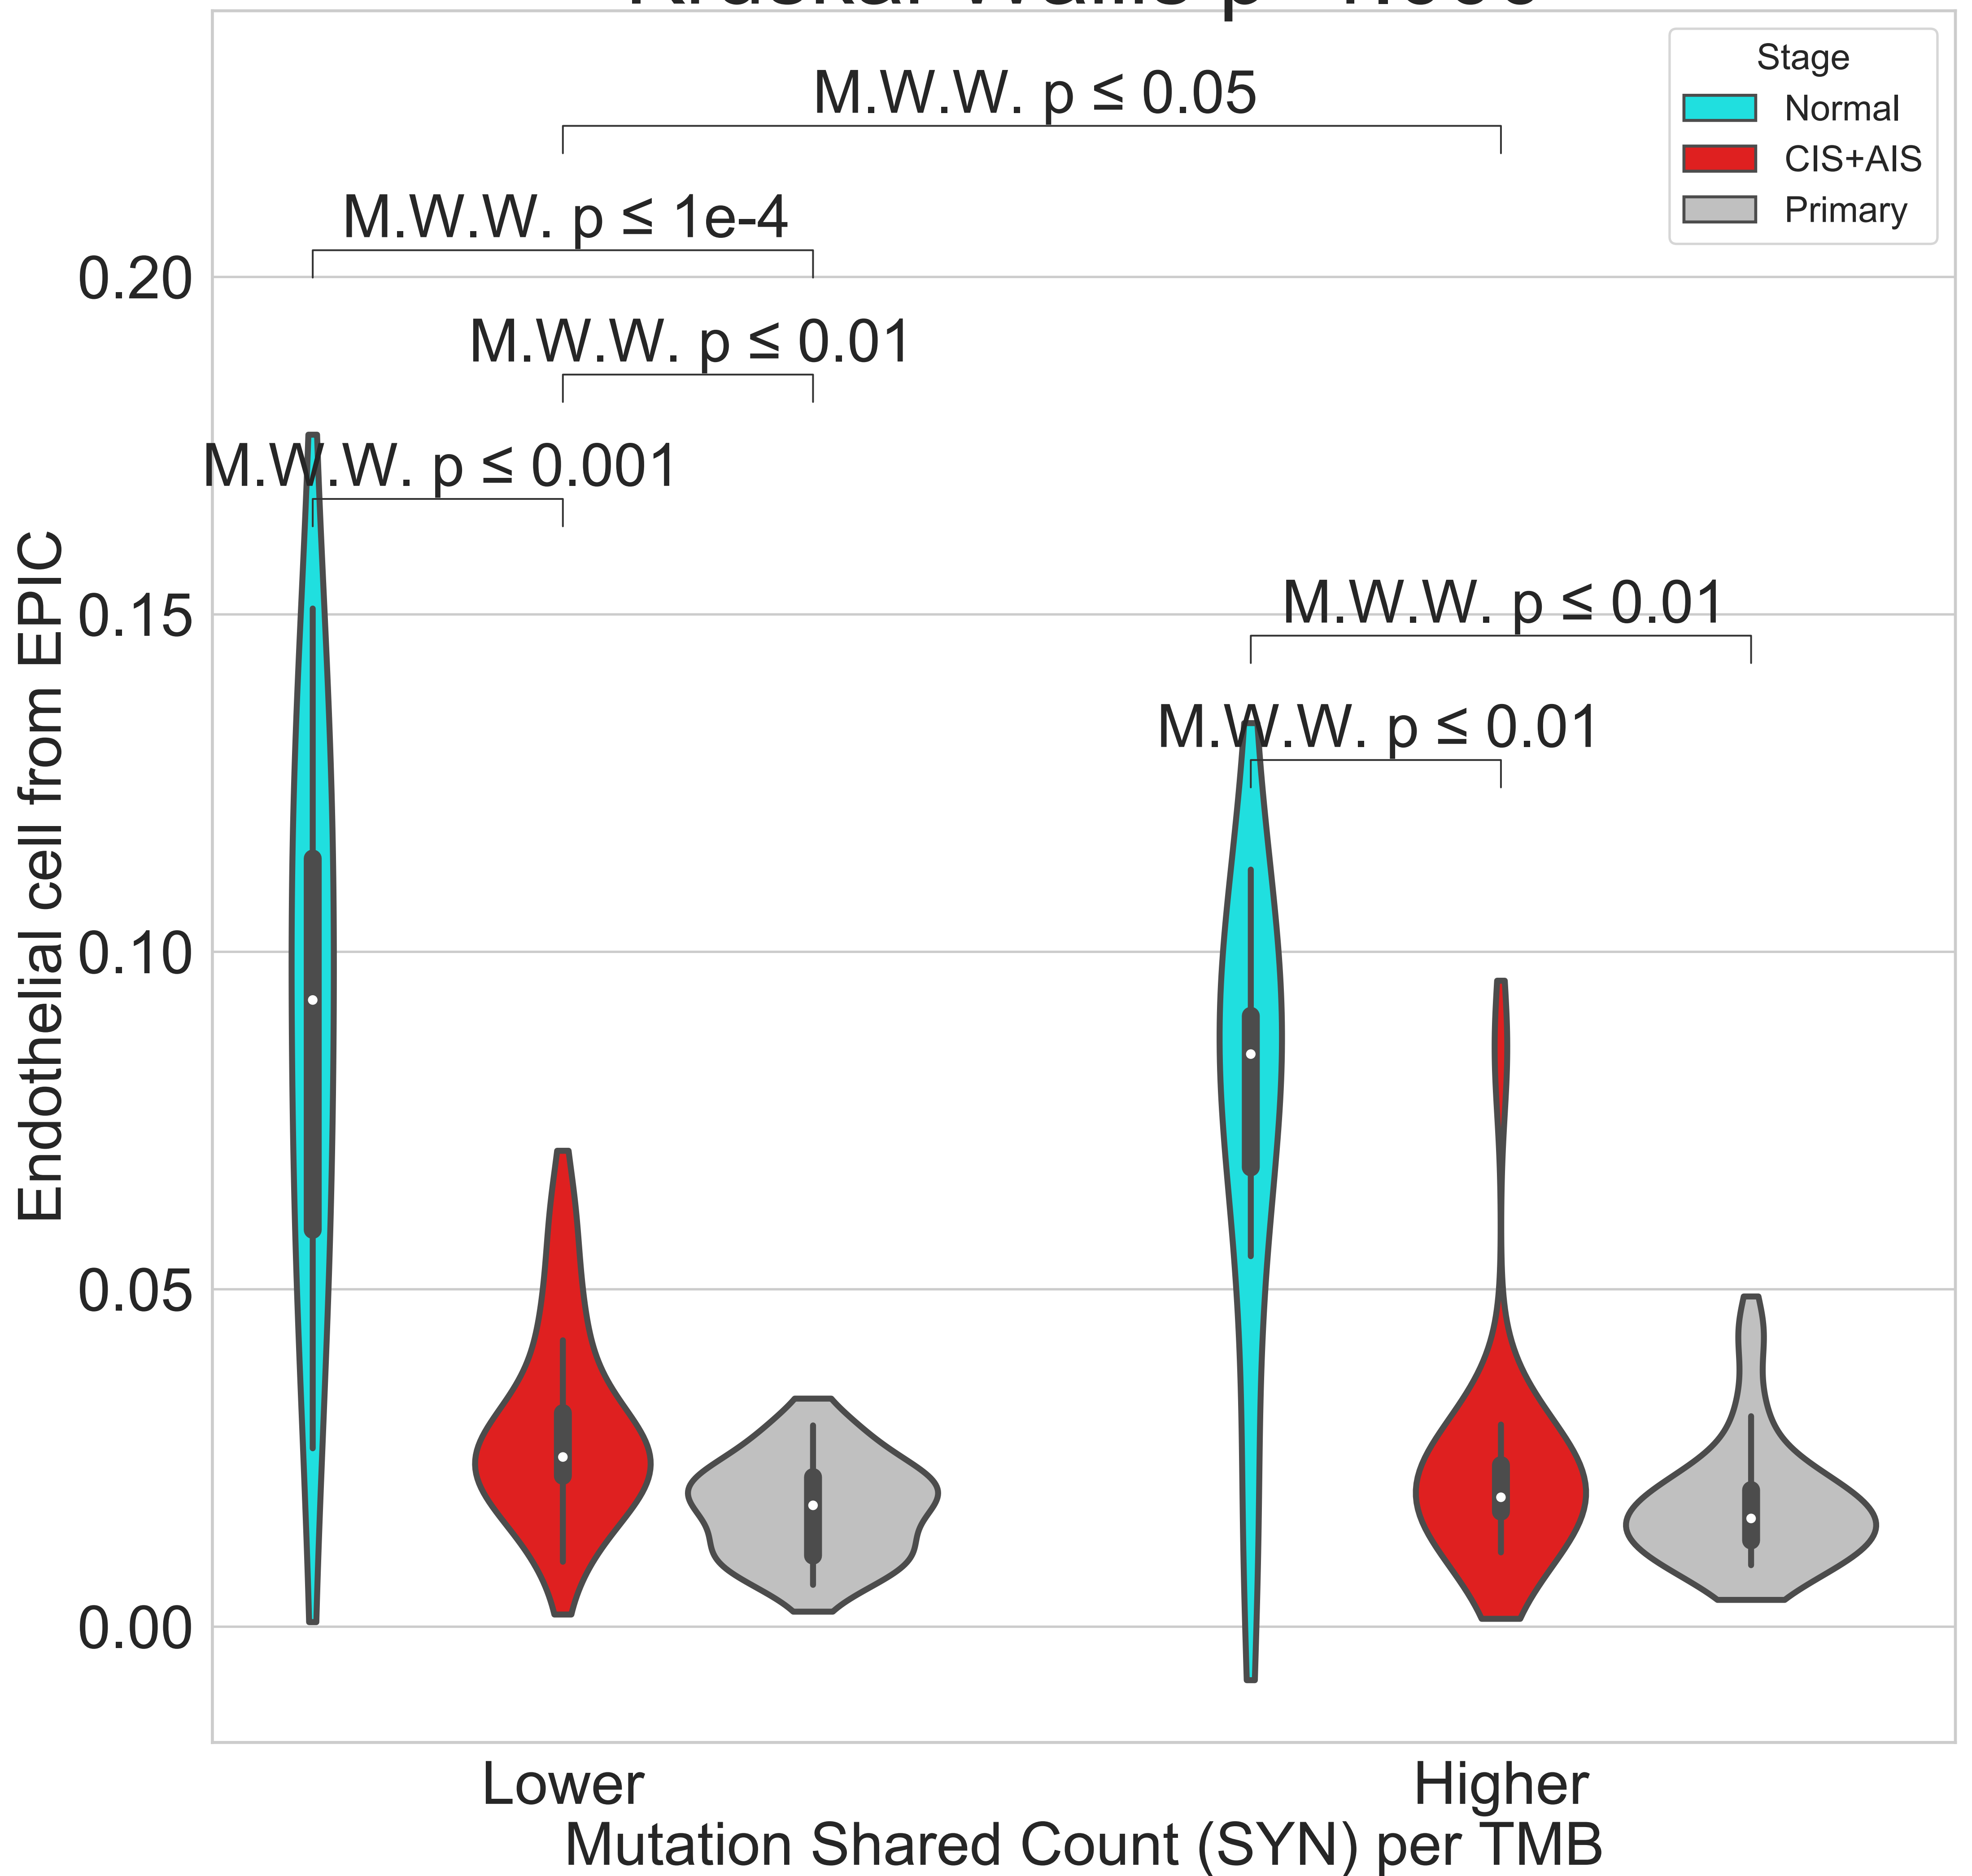 Stage
Normal
CIS+AIS
Primary
M.W.W. p ≤ 0.05
M.W.W. p ≤ 1e-4
M.W.W. p ≤ 0.01
M.W.W. p ≤ 0.001
M.W.W. p ≤ 0.01
M.W.W. p ≤ 0.01
Endothelial cell from EPIC
0.20
0.15
0.10
0.05
0.00
Lower
Higher
Mutation Shared Count (SYN) per TMB